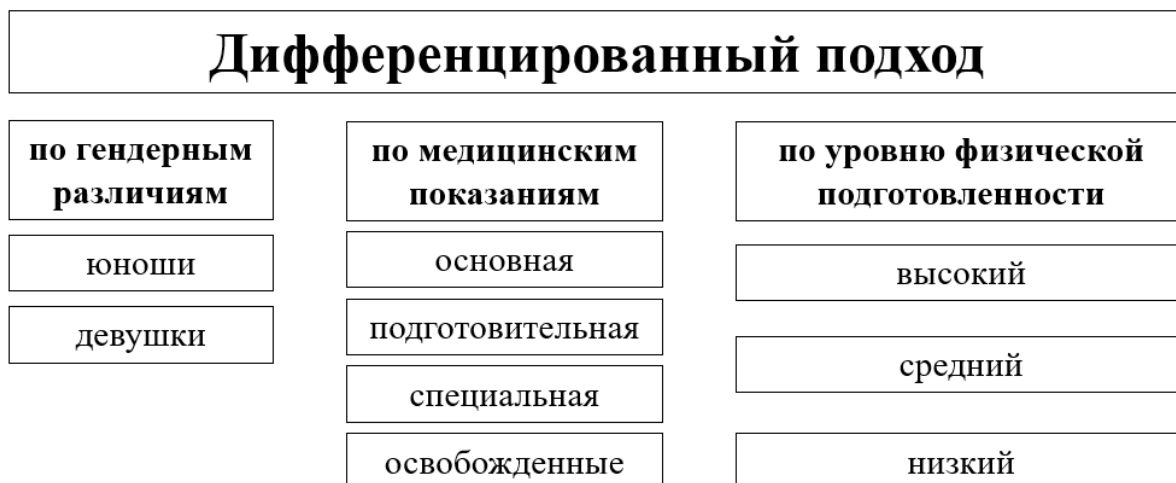 Дифференцированный подход
по гендерным
различиям
юноши
девушки
по медицинским
показаниям
основная
подготовительная
специальная
освобожденные
по уровню физической
подготовленности
высокий
средний
низкий